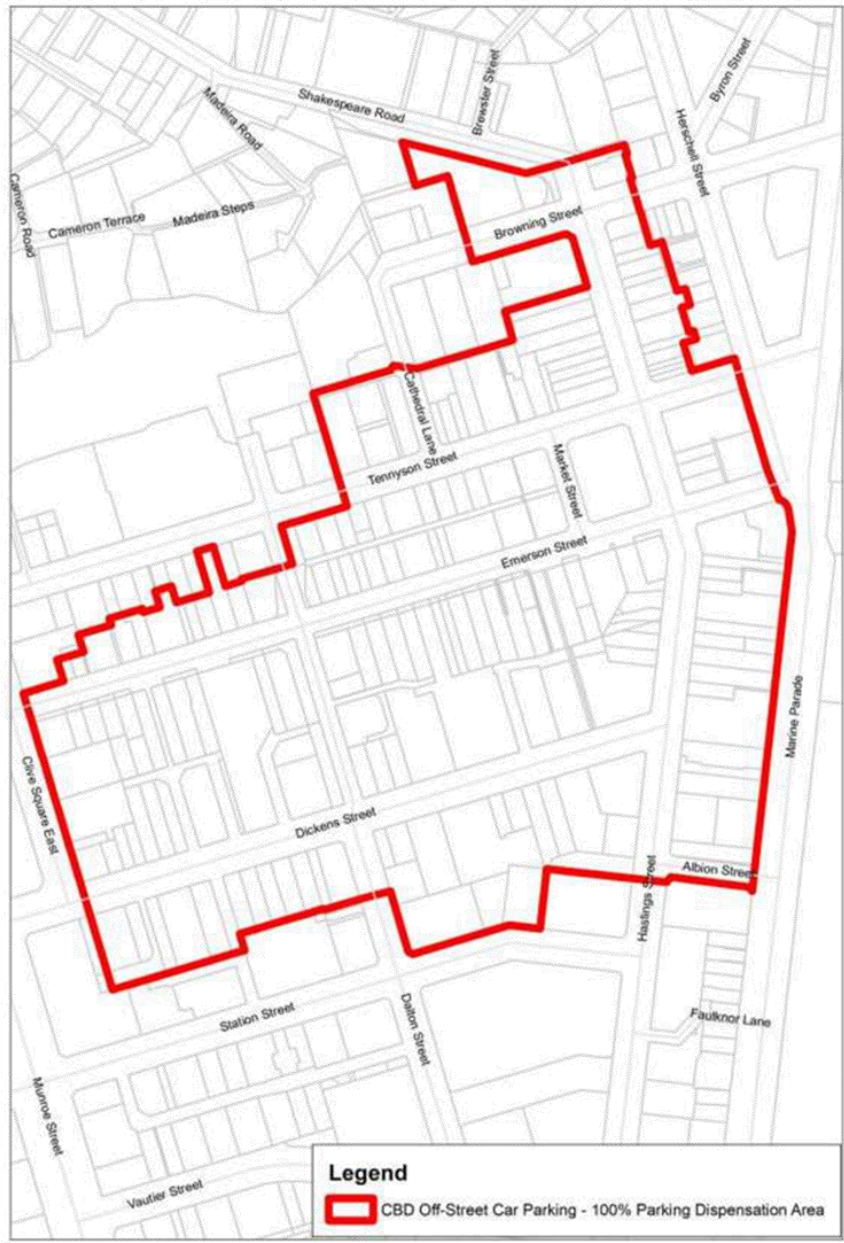 Shakespeare Road
Brewster Street
Byron Street
Madeira Road
Herschell Street
Cameron Road
Cameron Terrace
Madeira Steps
Browning Street
Cathedral Lane
Tennyson Street
Market Street
Emerson Street
Marine Parade
Clive Square East
Dickens Street
Albion Street
Hastings Street
Station Street
Dalton Street
Faulknor Lane
Munroe Street
Vautier Street
Legend
CBD Off-Street Car Parking - 100% Parking Dispensation Area